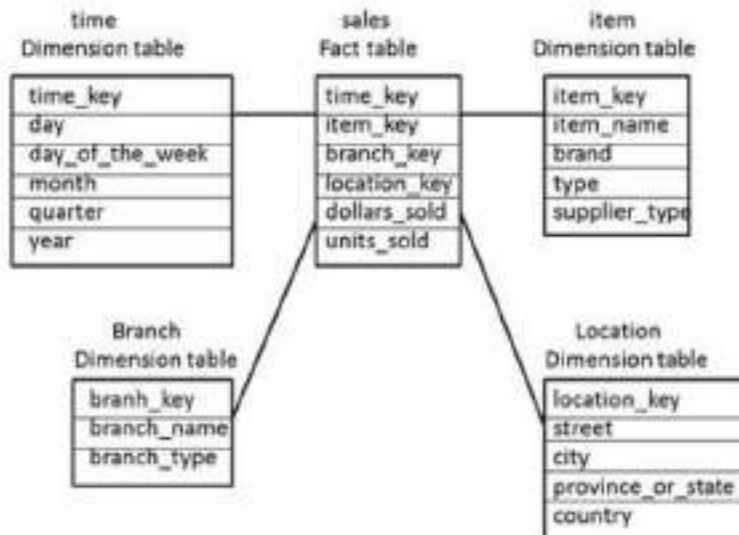 time
Dimension table
time_key
day
day_of_the_week
month
quarter
year
sales
Fact table
time_key
item_key
branch_key
location_key
dollars_sold
units_sold
item
Dimension table
item_key
item_name
brand
type
supplier_type
Branch
Dimension table
branh_key
branch_name
branch_type
Location
Dimension table
location_key
street
city
province_or_state
country